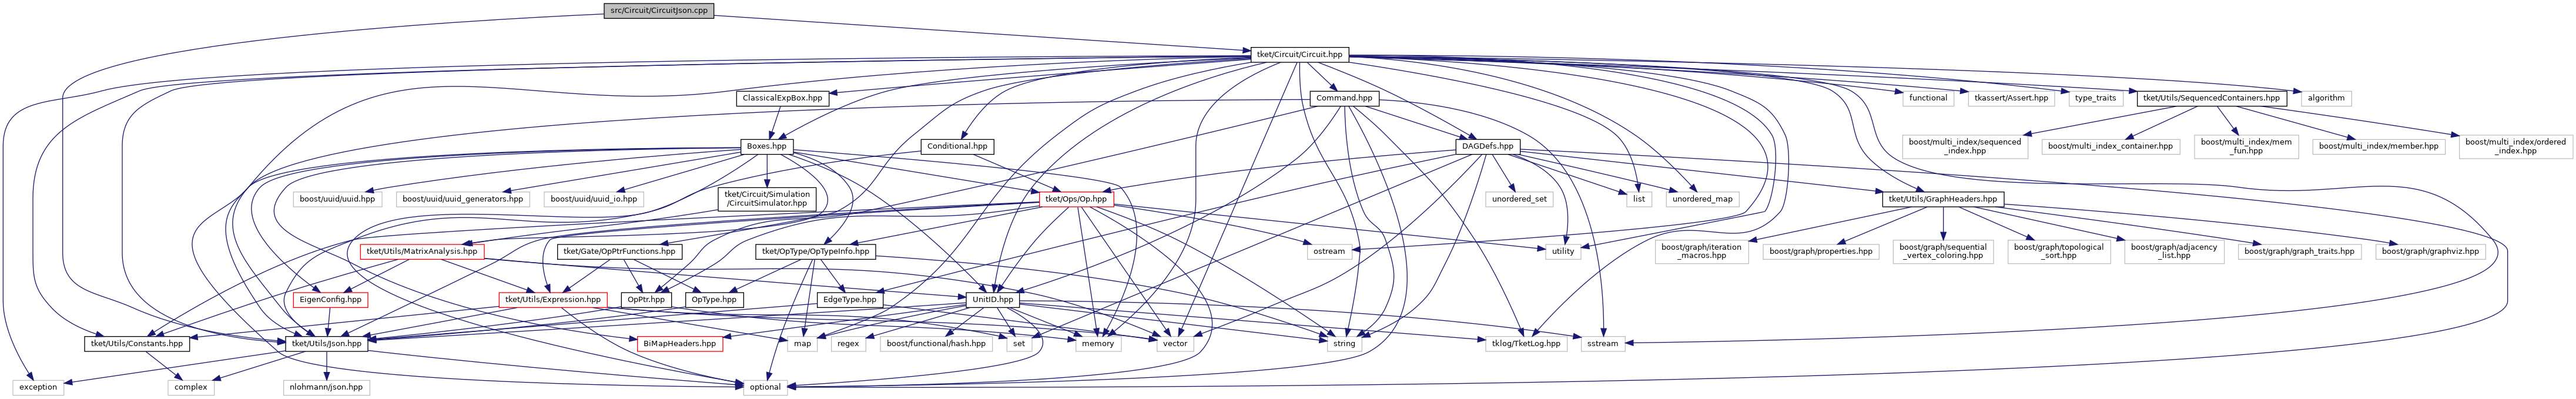 src/Circuit/CircuitJson.cpp
tket/Circuit/Circuit.hpp
ClassicalExpBox.hpp
Command.hpp
functional
tkassert/Assert.hpp
type_traits
tket/Utils/SequencedContainers.hpp
algorithm
Boxes.hpp
Conditional.hpp
DAGDefs.hpp
boost/multi_index/sequenced
_index.hpp
boost/multi_index_container.hpp
boost/multi_index/mem
_fun.hpp
boost/multi_index/member.hpp
boost/multi_index/ordered
_index.hpp
boost/uuid/uuid.hpp
boost/uuid/uuid_generators.hpp
boost/uuid/uuid_io.hpp
tket/Circuit/Simulation
/CircuitSimulator.hpp
tket/Ops/Op.hpp
unordered_set
list
unordered_map
tket/Utils/GraphHeaders.hpp
tket/Utils/MatrixAnalysis.hpp
tket/Gate/OpPtrFunctions.hpp
tket/OpType/OpTypeInfo.hpp
ostream
utility
boost/graph/iteration
_macros.hpp
boost/graph/properties.hpp
boost/graph/sequential
_vertex_coloring.hpp
boost/graph/topological
_sort.hpp
boost/graph/adjacency
_list.hpp
boost/graph/graph_traits.hpp
boost/graph/graphviz.hpp
EigenConfig.hpp
tket/Utils/Expression.hpp
OpPtr.hpp
OpType.hpp
EdgeType.hpp
UnitID.hpp
tket/Utils/Constants.hpp
tket/Utils/Json.hpp
BiMapHeaders.hpp
map
regex
boost/functional/hash.hpp
set
memory
vector
string
tklog/TketLog.hpp
sstream
exception
complex
nlohmann/json.hpp
optional